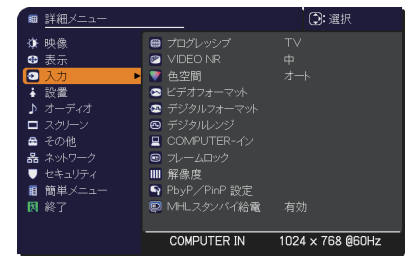 詳細メニュー
:選択
映像
表示
入力
設置
オーディオ
スクリーン
その他
ネットワーク
セキュリティ
簡単メニュー
終了
プログレッシブ TV
VIDEO NR 中
色空間 オート
ビデオフォーマット
デジタルフォーマット
デジタルレンジ
COMPUTER-イン
フレームロック
解像度
PbyP/PinP 設定
MHLスタンバイ給電 有効
COMPUTER IN 1024 x 768 @60Hz